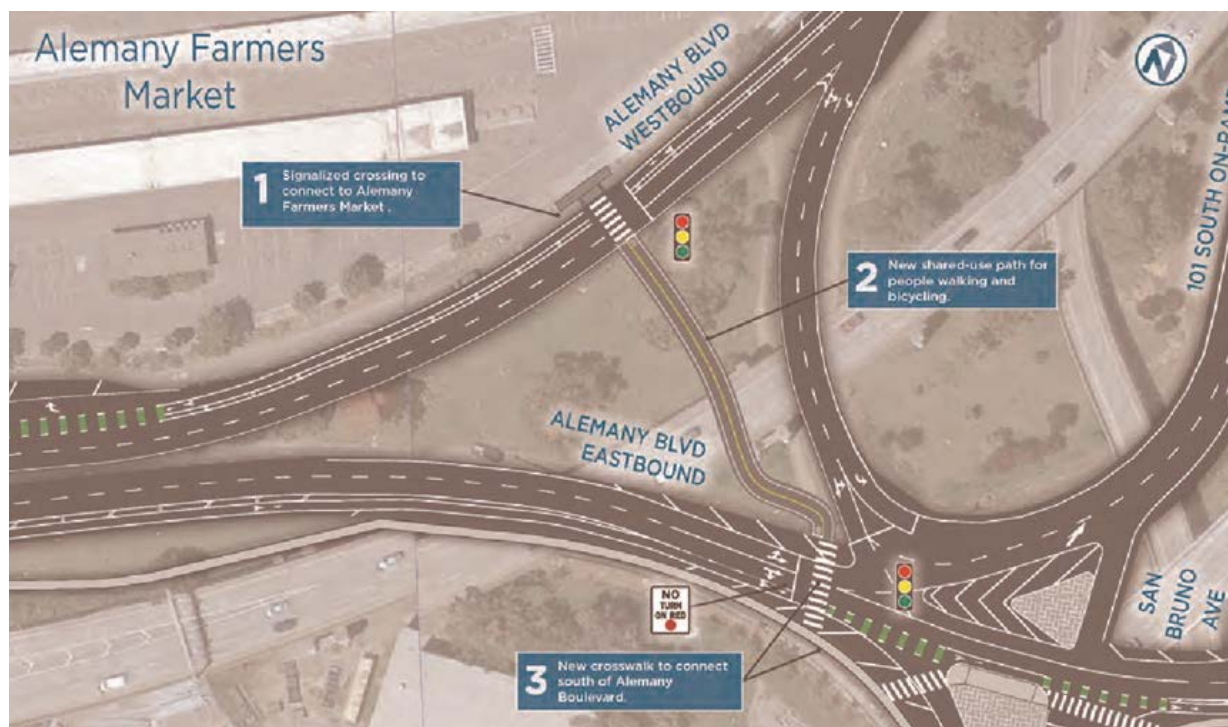 Alemany Farmers
Market
ALEMANY BLVD
WESTBOUND
1
Signalized crossing to
connect to Alemany
Farmers Market .
2
New shared-use path for
people walking and
bicycling.
101 SOUTH ON-RAMP
ALEMANY BLVD
EASTBOUND
NO
TURN
ON RED
SAN
BRUNO
AVE
3
New crosswalk to connect
south of Alemany
Boulevard.